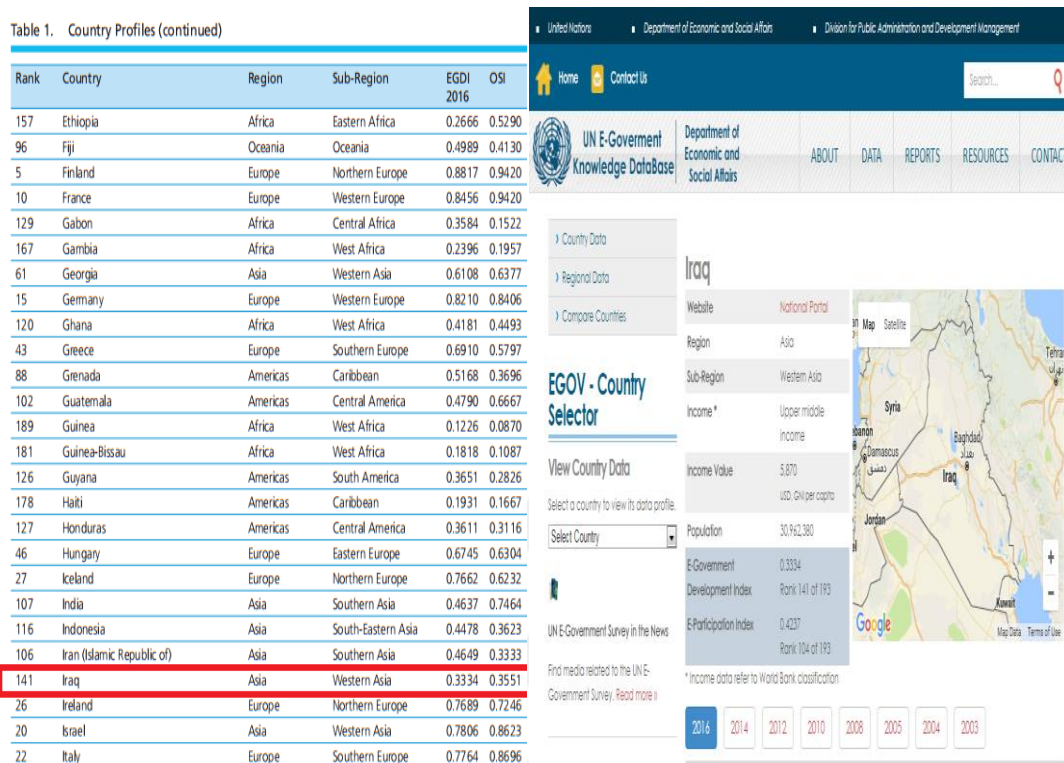 Table 1. Country Profiles (continued)
Rank Country Region Sub-Region EGDI 2016 OSI
157 Ethiopia Africa Eastern Africa 0.2666 0.5290
96 Fiji Oceania Oceania 0.4989 0.4130
5 Finland Europe Northern Europe 0.8817 0.9420
10 France Europe Western Europe 0.8456 0.9420
129 Gabon Africa Central Africa 0.3584 0.1522
167 Gambia Africa West Africa 0.2396 0.1957
61 Georgia Asia Western Asia 0.6108 0.6377
15 Germany Europe Western Europe 0.8210 0.8406
120 Ghana Africa West Africa 0.4181 0.4493
43 Greece Europe Southern Europe 0.6910 0.5797
88 Grenada Americas Caribbean 0.5168 0.3696
102 Guatemala Americas Central America 0.4790 0.6667
189 Guinea Africa West Africa 0.1226 0.0870
181 Guinea-Bissau Africa West Africa 0.1818 0.1087
126 Guyana Americas South America 0.3651 0.2826
178 Haiti Americas Caribbean 0.1931 0.1667
127 Honduras Americas Central America 0.3611 0.3116
46 Hungary Europe Eastern Europe 0.6745 0.6304
27 Iceland Europe Northern Europe 0.7662 0.6232
107 India Asia Southern Asia 0.4637 0.7464
116 Indonesia Asia South-Eastern Asia 0.4478 0.3623
106 Iran (Islamic Republic of) Asia Southern Asia 0.4649 0.3333
141 Iraq Asia Western Asia 0.3334 0.3551
26 Ireland Europe Northern Europe 0.7689 0.7246
20 Israel Asia Western Asia 0.7806 0.8623
22 Italy Europe Southern Europe 0.7764 0.8696
United Nations Department of Economic and Social Affairs Division for Public Administration and Development Management
Home Contact Us Search...
UN E-Goverment
Knowledge DataBase
Department of
Economic and
Social Affairs
ABOUT DATA REPORTS RESOURCES CONTACT
› Country Data
› Regional Data
› Compare Countries
EGOV - Country
Selector
View Country Data
Select a country to view its data profile.
Select Country
UN E-Government Survey in the News
Find media related to the UN E-
Government Survey. Read more »
Iraq
Website National Portal
Region Asia
Sub-Region Western Asia
Income * Upper middle
income
Income Value 5,870
USD, GNI per capita
Population 30,962,380
E-Government 0.3334
Development Index Rank 141 of 193
E-Participation Index 0.4237
Rank 104 of 193
* Income data refer to World Bank classification
Map Satellite
Tehran
تهران
Syria
Lebanon
Damascus
دمشق
Baghdad
بغداد
Iraq
Jordan
Kuwait
+
-
Google
Map Data Terms of Use
2016 2014 2012 2010 2008 2005 2004 2003